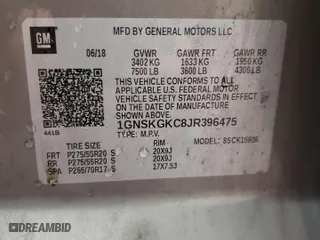 GM
MFD BY GENERAL MOTORS LLC
06/18 GVWR GAWR FRT GAWR RR
3402 KG 1633 KG 1950 KG
7500 LB 3600 LB 4300 LB
THIS VEHICLE CONFORMS TO ALL
APPLICABLE U.S. FEDERAL MOTOR
VEHICLE SAFETY STANDARDS IN EFFECT
ON THE DATE OF MANUFACTURE
SHOWN ABOVE.
1GNSKGKC8JR396475
TYPE: M.P.V.
441B
TIRE SIZE RIM
FRT P275/55R20 S 20X9J
RR P275/55R20 S 20X9J
SPA P265/70R17 S 17X7.5J